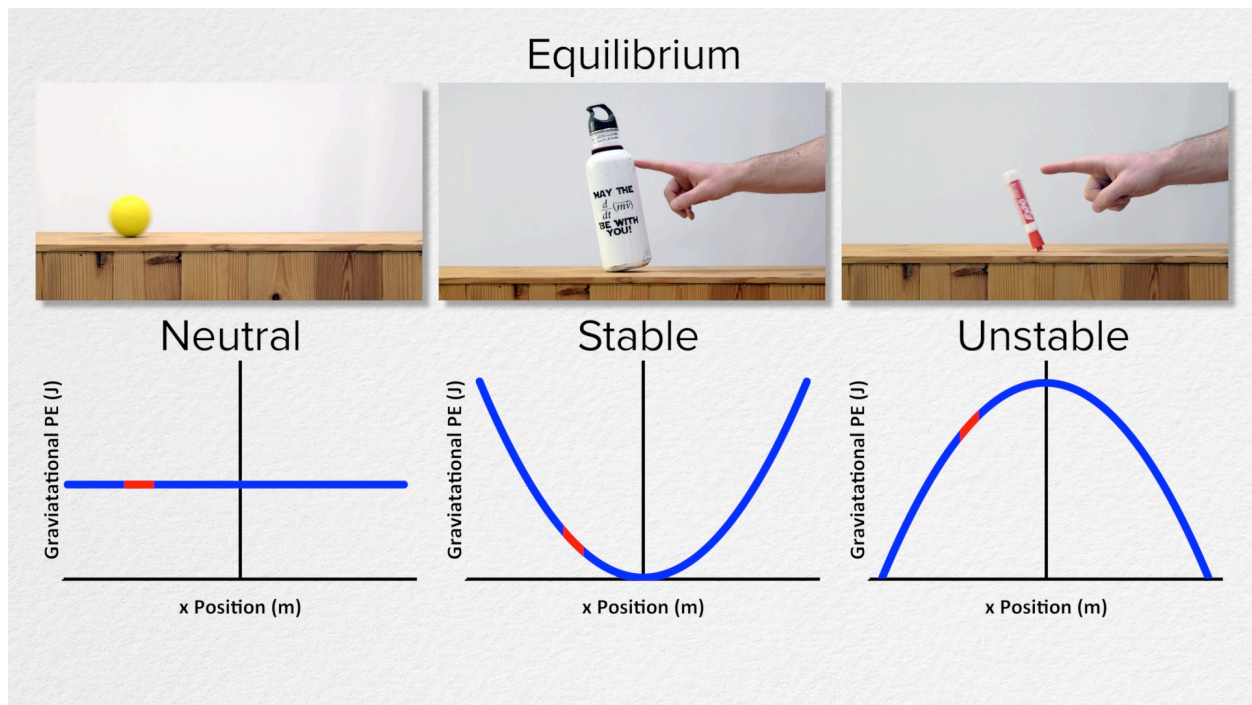 Equilibrium
MAY THE
d/dt (mv)
BE WITH
YOU!
EXPO
Neutral
Stable
Unstable
Graviatational PE (J)
x Position (m)
Graviatational PE (J)
x Position (m)
Graviatational PE (J)
x Position (m)